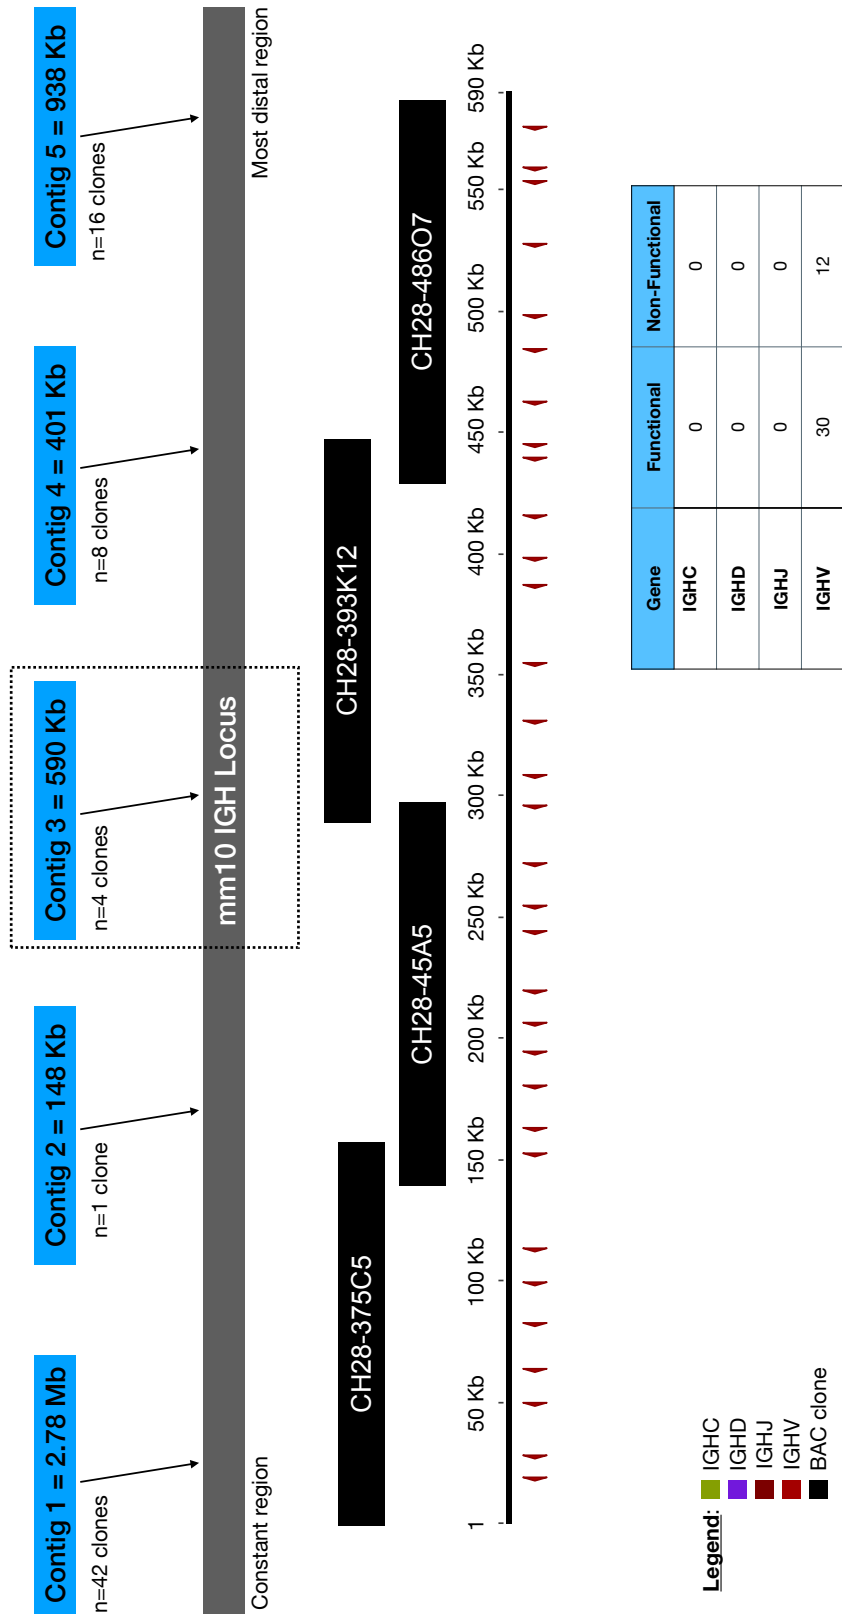 Contig 1 = 2.78 Mb
Contig 2 = 148 Kb
Contig 3 = 590 Kb
Contig 4 = 401 Kb
Contig 5 = 938 Kb
n=42 clones
n=1 clone
n=4 clones
n=8 clones
n=16 clones
mm10 IGH Locus
Constant region
Most distal region
CH28-375C5
CH28-393K12
CH28-45A5
CH28-486O7
1
50 Kb
100 Kb
150 Kb
200 Kb
250 Kb
300 Kb
350 Kb
400 Kb
450 Kb
500 Kb
550 Kb
590 Kb
Gene Functional Non-Functional
IGHC 0 0
IGHD 0 0
IGHJ 0 0
IGHV 30 12
Legend: IGHC
IGHD
IGHJ
IGHV
BAC clone